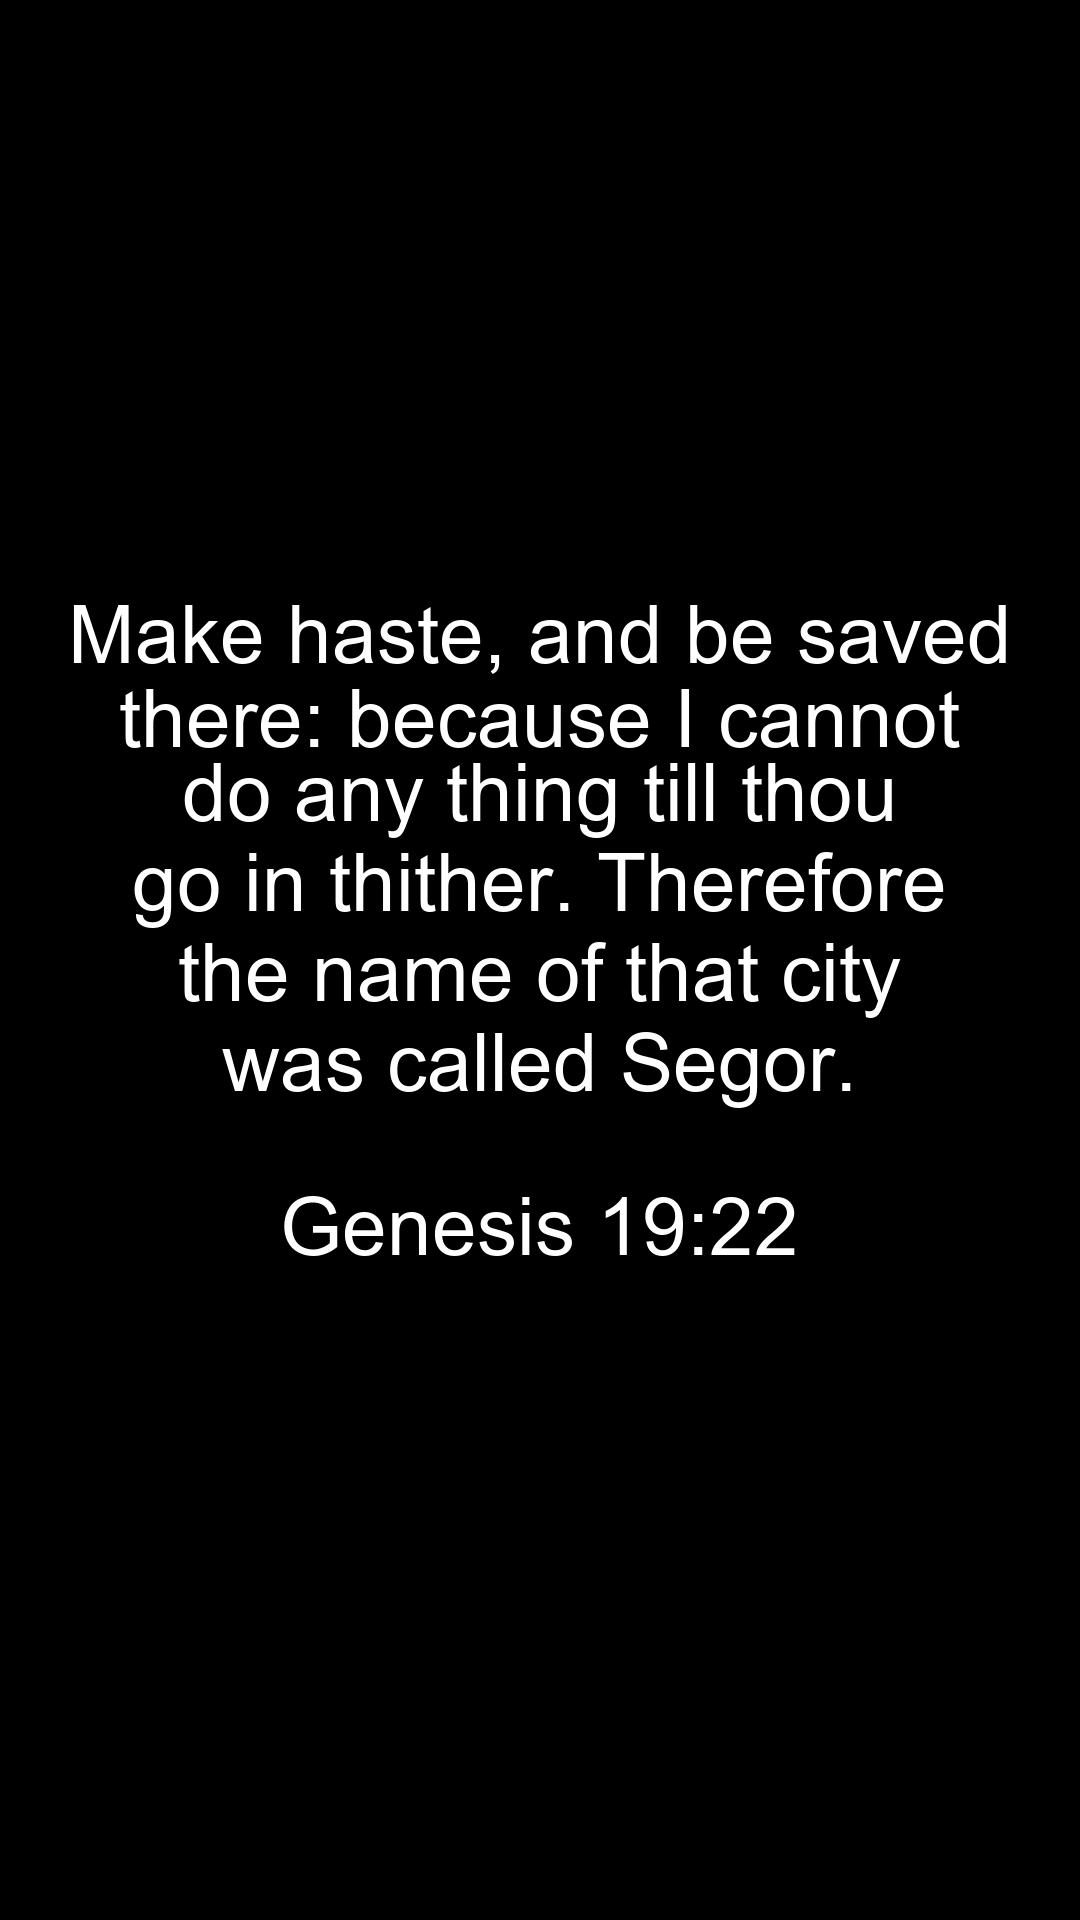 Make haste, and be saved
there: because I cannot
do any thing till thou
go in thither. Therefore
the name of that city
was called Segor.
Genesis 19:22